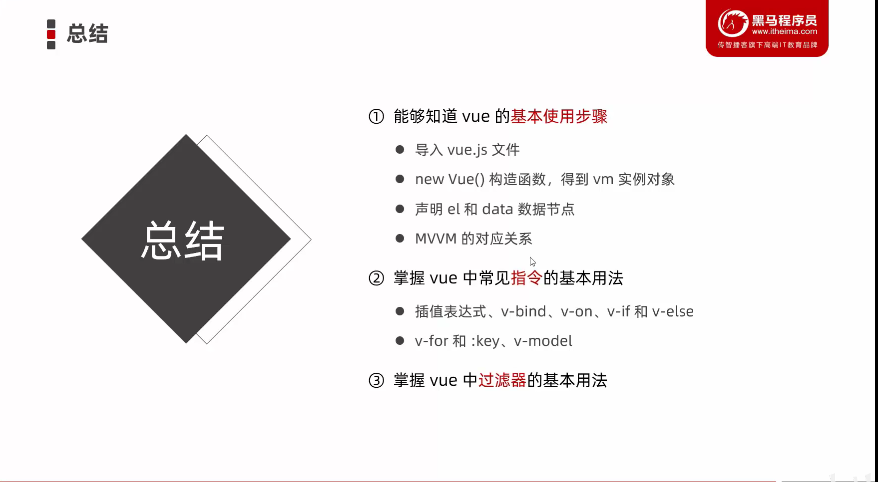 总结
黑马程序员
www.itheima.com
传智播客旗下高端IT教育品牌
总结
① 能够知道 vue 的基本使用步骤
● 导入 vue.js 文件
● new Vue() 构造函数，得到 vm 实例对象
● 声明 el 和 data 数据节点
● MVVM 的对应关系
② 掌握 vue 中常见指令的基本用法
● 插值表达式、v-bind、v-on、v-if 和 v-else
● v-for 和 :key、v-model
③ 掌握 vue 中过滤器的基本用法